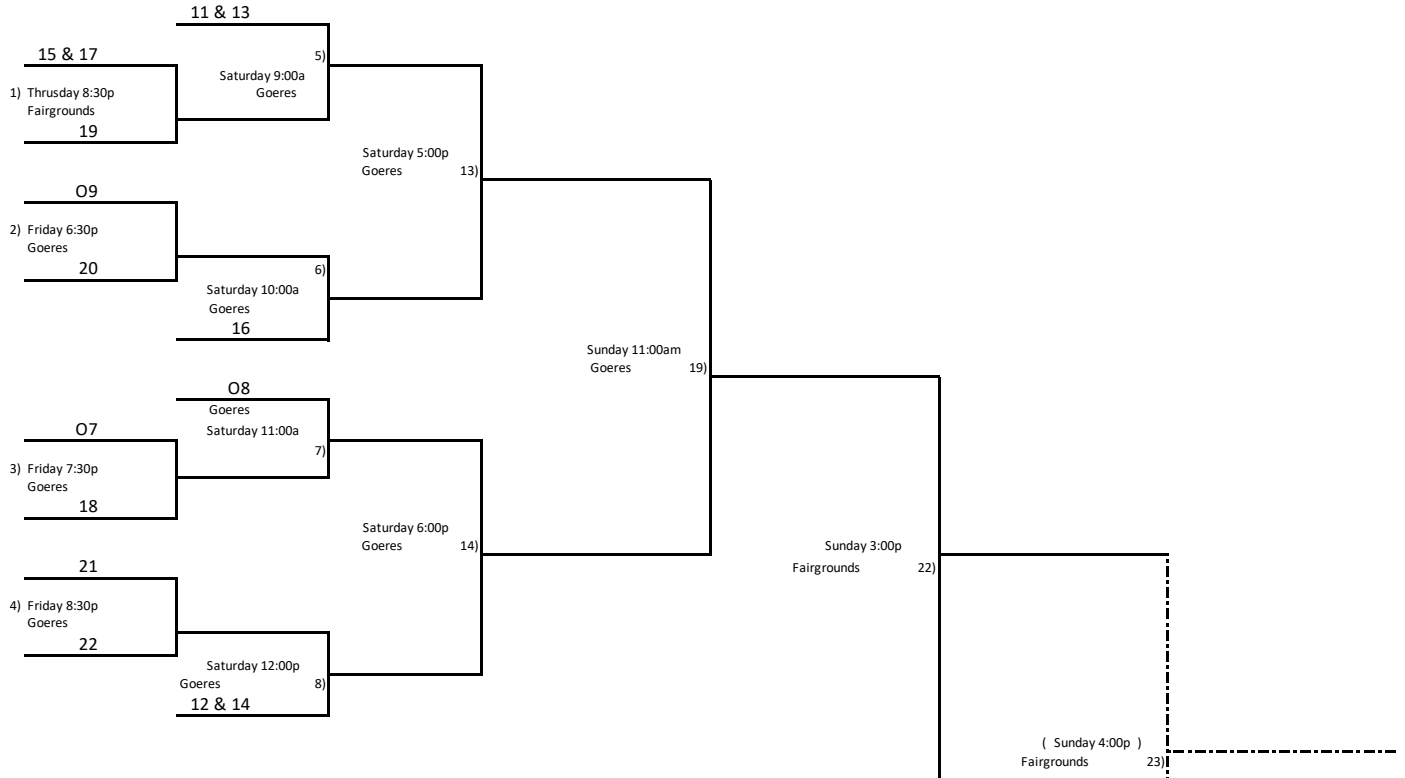 11 & 13
15 & 17
5)
Saturday 9:00a
Goeres
1) Thrusday 8:30p
Fairgrounds
19
Saturday 5:00p
Goeres 13)
O9
2) Friday 6:30p
Goeres
20
6)
Saturday 10:00a
Goeres
16
Sunday 11:00am
Goeres 19)
O8
Goeres
Saturday 11:00a
7)
O7
3) Friday 7:30p
Goeres
18
Saturday 6:00p
Goeres 14)
Sunday 3:00p
Fairgrounds 22)
21
4) Friday 8:30p
Goeres
22
Saturday 12:00p
Goeres 8)
12 & 14
( Sunday 4:00p )
Fairgrounds 23)